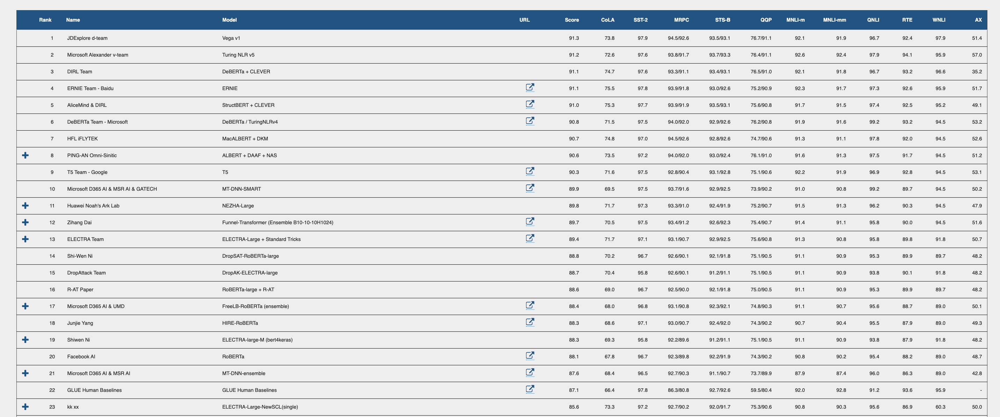 Rank Name Model URL Score CoLA SST-2 MRPC STS-B QQP MNLI-m MNLI-mm QNLI RTE WNLI AX
1 JDExplore d-team Vega v1 91.3 73.8 97.9 94.5/92.6 93.5/93.1 76.7/91.1 92.1 91.9 96.7 92.4 97.9 51.4
2 Microsoft Alexander v-team Turing NLR v5 91.2 72.6 97.6 93.8/91.7 93.7/93.3 76.4/91.1 92.6 92.4 97.9 94.1 95.9 57.0
3 DIRL Team DeBERTa + CLEVER 91.1 74.7 97.6 93.3/91.1 93.4/93.1 76.5/91.0 92.1 91.8 96.7 93.2 96.6 35.2
4 ERNIE Team - Baidu ERNIE 91.1 75.5 97.8 93.9/91.8 93.0/92.6 75.2/90.9 92.3 91.7 97.3 92.6 95.9 51.7
5 AliceMind & DIRL StructBERT + CLEVER 91.0 75.3 97.7 93.9/91.9 93.5/93.1 75.6/90.8 91.7 91.5 97.4 92.5 95.2 49.1
6 DeBERTa Team - Microsoft DeBERTa / TuringNLRv4 90.8 71.5 97.5 94.0/92.0 92.9/92.6 76.2/90.8 91.9 91.6 99.2 93.2 94.5 53.2
7 HFL iFLYTEK MacALBERT + DKM 90.7 74.8 97.0 94.5/92.6 92.8/92.6 74.7/90.6 91.3 91.1 97.8 92.0 94.5 52.6
8 PING-AN Omni-Sinitic ALBERT + DAAF + NAS 90.6 73.5 97.2 94.0/92.0 93.0/92.4 76.1/91.0 91.6 91.3 97.5 91.7 94.5 51.2
9 T5 Team - Google T5 90.3 71.6 97.5 92.8/90.4 93.1/92.8 75.1/90.6 92.2 91.9 96.9 92.8 94.5 53.1
10 Microsoft D365 AI & MSR AI & GATECH MT-DNN-SMART 89.9 69.5 97.5 93.7/91.6 92.9/92.5 73.9/90.2 91.0 90.8 99.2 89.7 94.5 50.2
11 Huawei Noah's Ark Lab NEZHA-Large 89.8 71.7 97.3 93.3/91.0 92.4/91.9 75.2/90.7 91.5 91.3 96.2 90.3 94.5 47.9
12 Zihang Dai Funnel-Transformer (Ensemble B10-10-10H1024) 89.7 70.5 97.5 93.4/91.2 92.6/92.3 75.4/90.7 91.4 91.1 95.8 90.0 94.5 51.6
13 ELECTRA Team ELECTRA-Large + Standard Tricks 89.4 71.7 97.1 93.1/90.7 92.9/92.5 75.6/90.8 91.3 90.8 95.8 89.8 91.8 50.7
14 Shi-Wen Ni DropSAT-RoBERTa-large 88.8 70.2 96.7 92.6/90.1 92.1/91.8 75.1/90.5 91.1 90.9 95.3 89.9 89.7 48.2
15 DropAttack Team DropAK-ELECTRA-large 88.7 70.4 95.8 92.6/90.1 91.2/91.1 75.1/90.5 91.1 90.9 93.8 90.1 91.8 48.2
16 R-AT Paper RoBERTa-large + R-AT 88.6 69.0 96.7 92.5/90.0 92.1/91.8 75.0/90.5 91.1 90.9 95.3 89.9 89.7 48.2
17 Microsoft D365 AI & UMD FreeLB-RoBERTa (ensemble) 88.4 68.0 96.8 93.1/90.8 92.3/92.1 74.8/90.3 91.1 90.7 95.6 88.7 89.0 50.1
18 Junjie Yang HIRE-RoBERTa 88.3 68.6 97.1 93.0/90.7 92.4/92.0 74.3/90.2 90.7 90.4 95.5 87.9 89.0 49.3
19 Shiwen Ni ELECTRA-large-M (bert4keras) 88.3 69.3 95.8 92.2/89.6 91.2/91.1 75.1/90.5 91.1 90.9 93.8 87.9 91.8 48.2
20 Facebook AI RoBERTa 88.1 67.8 96.7 92.3/89.8 92.2/91.9 74.3/90.2 90.8 90.2 95.4 88.2 89.0 48.7
21 Microsoft D365 AI & MSR AI MT-DNN-ensemble 87.6 68.4 96.5 92.7/90.3 91.1/90.7 73.7/89.9 87.9 87.4 96.0 86.3 89.0 42.8
22 GLUE Human Baselines GLUE Human Baselines 87.1 66.4 97.8 86.3/80.8 92.7/92.6 59.5/80.4 92.0 92.8 91.2 93.6 95.9 -
23 kk xx ELECTRA-Large-NewSCL(single) 85.6 73.3 97.2 92.7/90.2 92.0/91.7 75.3/90.6 90.8 90.3 95.6 86.9 60.3 50.0